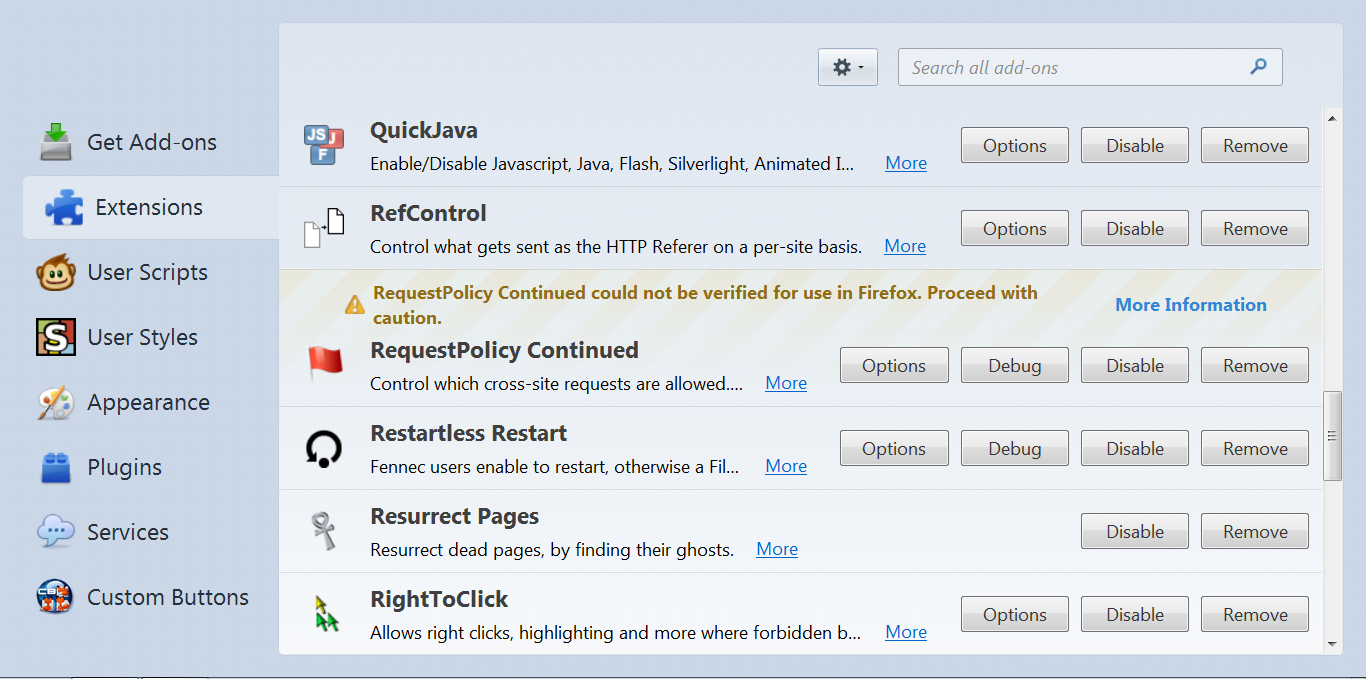 Search all add-ons
Get Add-ons
Extensions
User Scripts
User Styles
Appearance
Plugins
Services
Custom Buttons
JS J
F
QuickJava
Enable/Disable Javascript, Java, Flash, Silverlight, Animated I... More
Options Disable Remove
RefControl
Control what gets sent as the HTTP Referer on a per-site basis. More
Options Disable Remove
RequestPolicy Continued could not be verified for use in Firefox. Proceed with
caution.
More Information
RequestPolicy Continued
Control which cross-site requests are allowed.... More
Options Debug Disable Remove
Restartless Restart
Fennec users enable to restart, otherwise a Fil... More
Options Debug Disable Remove
Resurrect Pages
Resurrect dead pages, by finding their ghosts. More
Disable Remove
RightToClick
Allows right clicks, highlighting and more where forbidden b... More
Options Disable Remove